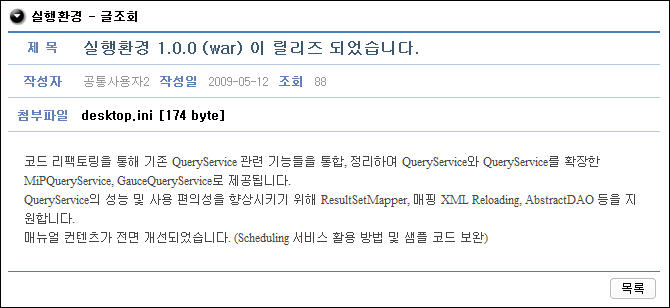 실행환경 - 글조회
제 목 실행환경 1.0.0 (war) 이 릴리즈 되었습니다.
작성자 공통사용자2 작성일 2009-05-12 조회 88
첨부파일 desktop.ini [174 byte]
코드 리팩토링을 통해 기존 QueryService 관련 기능들을 통합, 정리하여 QueryService와 QueryService를 확장한
MiPQueryService, GauceQueryService로 제공됩니다.
QueryService의 성능 및 사용 편의성을 향상시키기 위해 ResultSetMapper, 매핑 XML Reloading, AbstractDAO 등을 지
원합니다.
매뉴얼 컨텐츠가 전면 개선되었습니다. (Scheduling 서비스 활용 방법 및 샘플 코드 보완)
목록